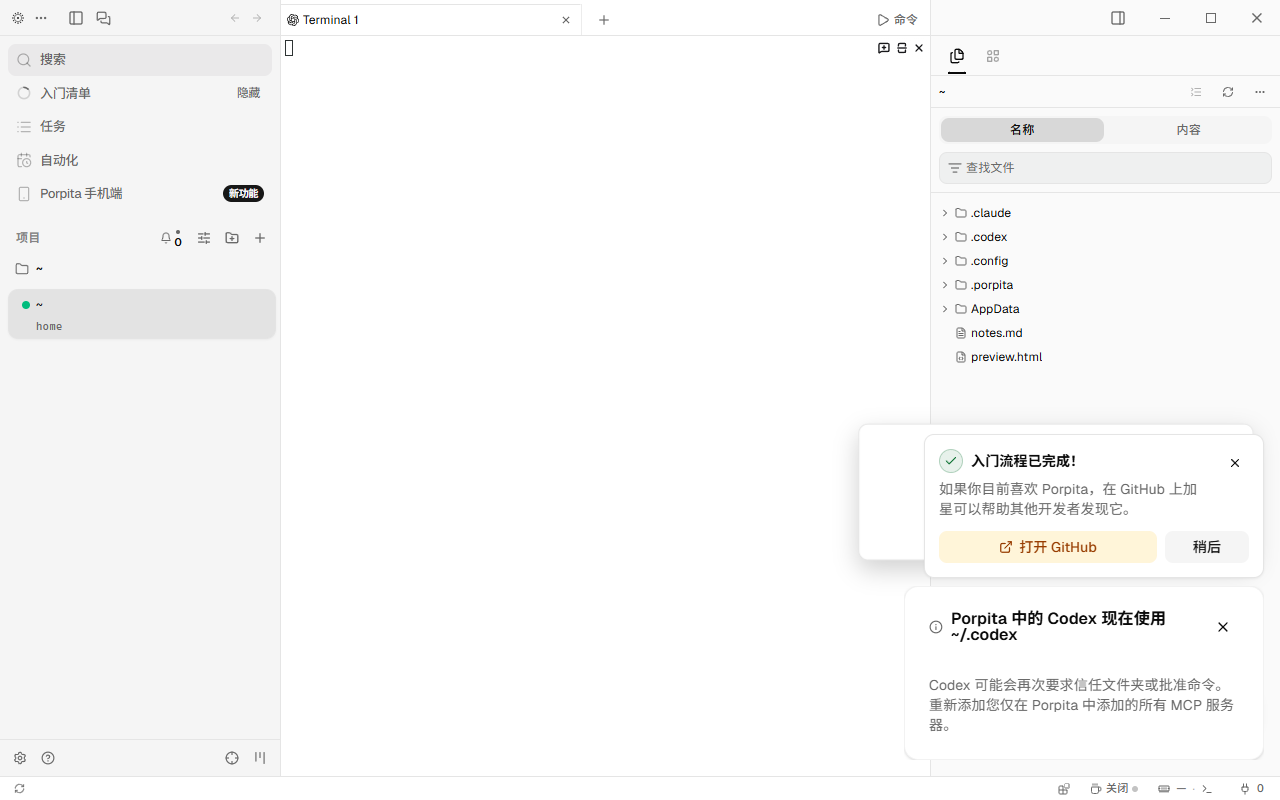 Terminal 1
命令
搜索
入门清单
隐藏
任务
自动化
Porpita 手机端
新功能
项目
0
~
~
home
~
名称
内容
查找文件
.claude
.codex
.config
.porpita
AppData
notes.md
preview.html
入门流程已完成！
如果你目前喜欢 Porpita，在 GitHub 上加
星可以帮助其他开发者发现它。
打开 GitHub
稍后
Porpita 中的 Codex 现在使用
~/.codex
Codex 可能会再次要求信任文件夹或批准命令。
重新添加您仅在 Porpita 中添加的所有 MCP 服务
器。
关闭
— ·
0